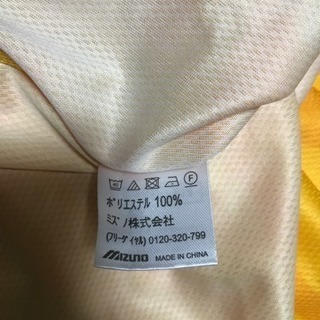 F
ポリエステル 100%
ミズノ株式会社
(フリーダイヤル) 0120-320-799
MIZUNO MADE IN CHINA